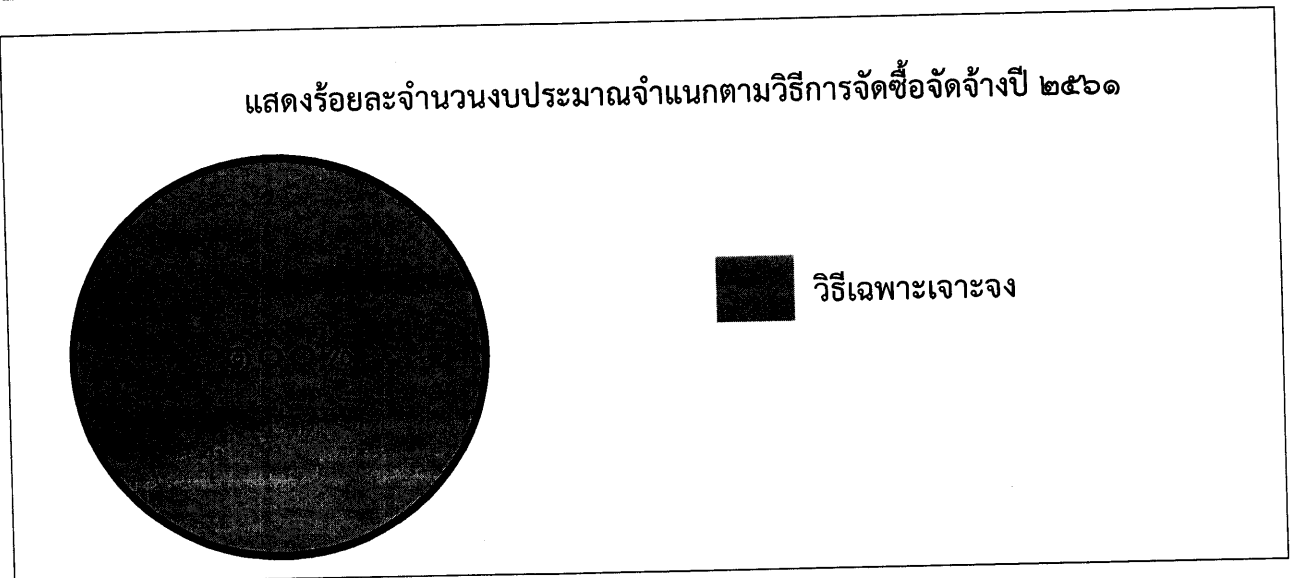 แสดงร้อยละจำนวนงบประมาณจำแนกตามวิธีการจัดซื้อจัดจ้างปี ๒๕๖๑
๑๐๐%
วิธีเฉพาะเจาะจง